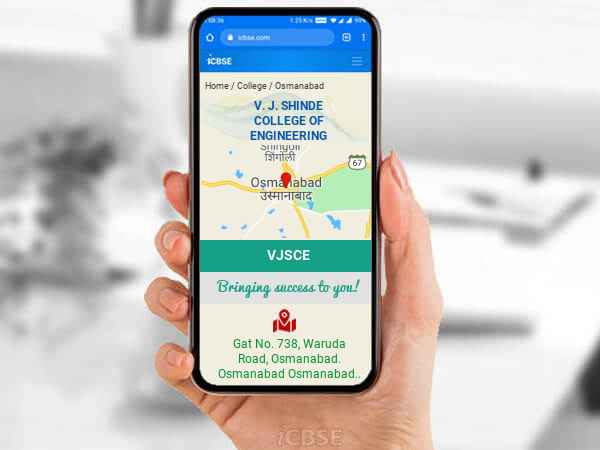 08:36 1.25 K/s
icbse.com
iCBSE
Home / College / Osmanabad
V. J. SHINDE
COLLEGE OF
ENGINEERING
Shingoli
शिंगोली
67
Osmanabad
उस्मानाबाद
VJSCE
Bringing success to you!
Gat No. 738, Waruda
Road, Osmanabad.
Osmanabad Osmanabad..
iCBSE